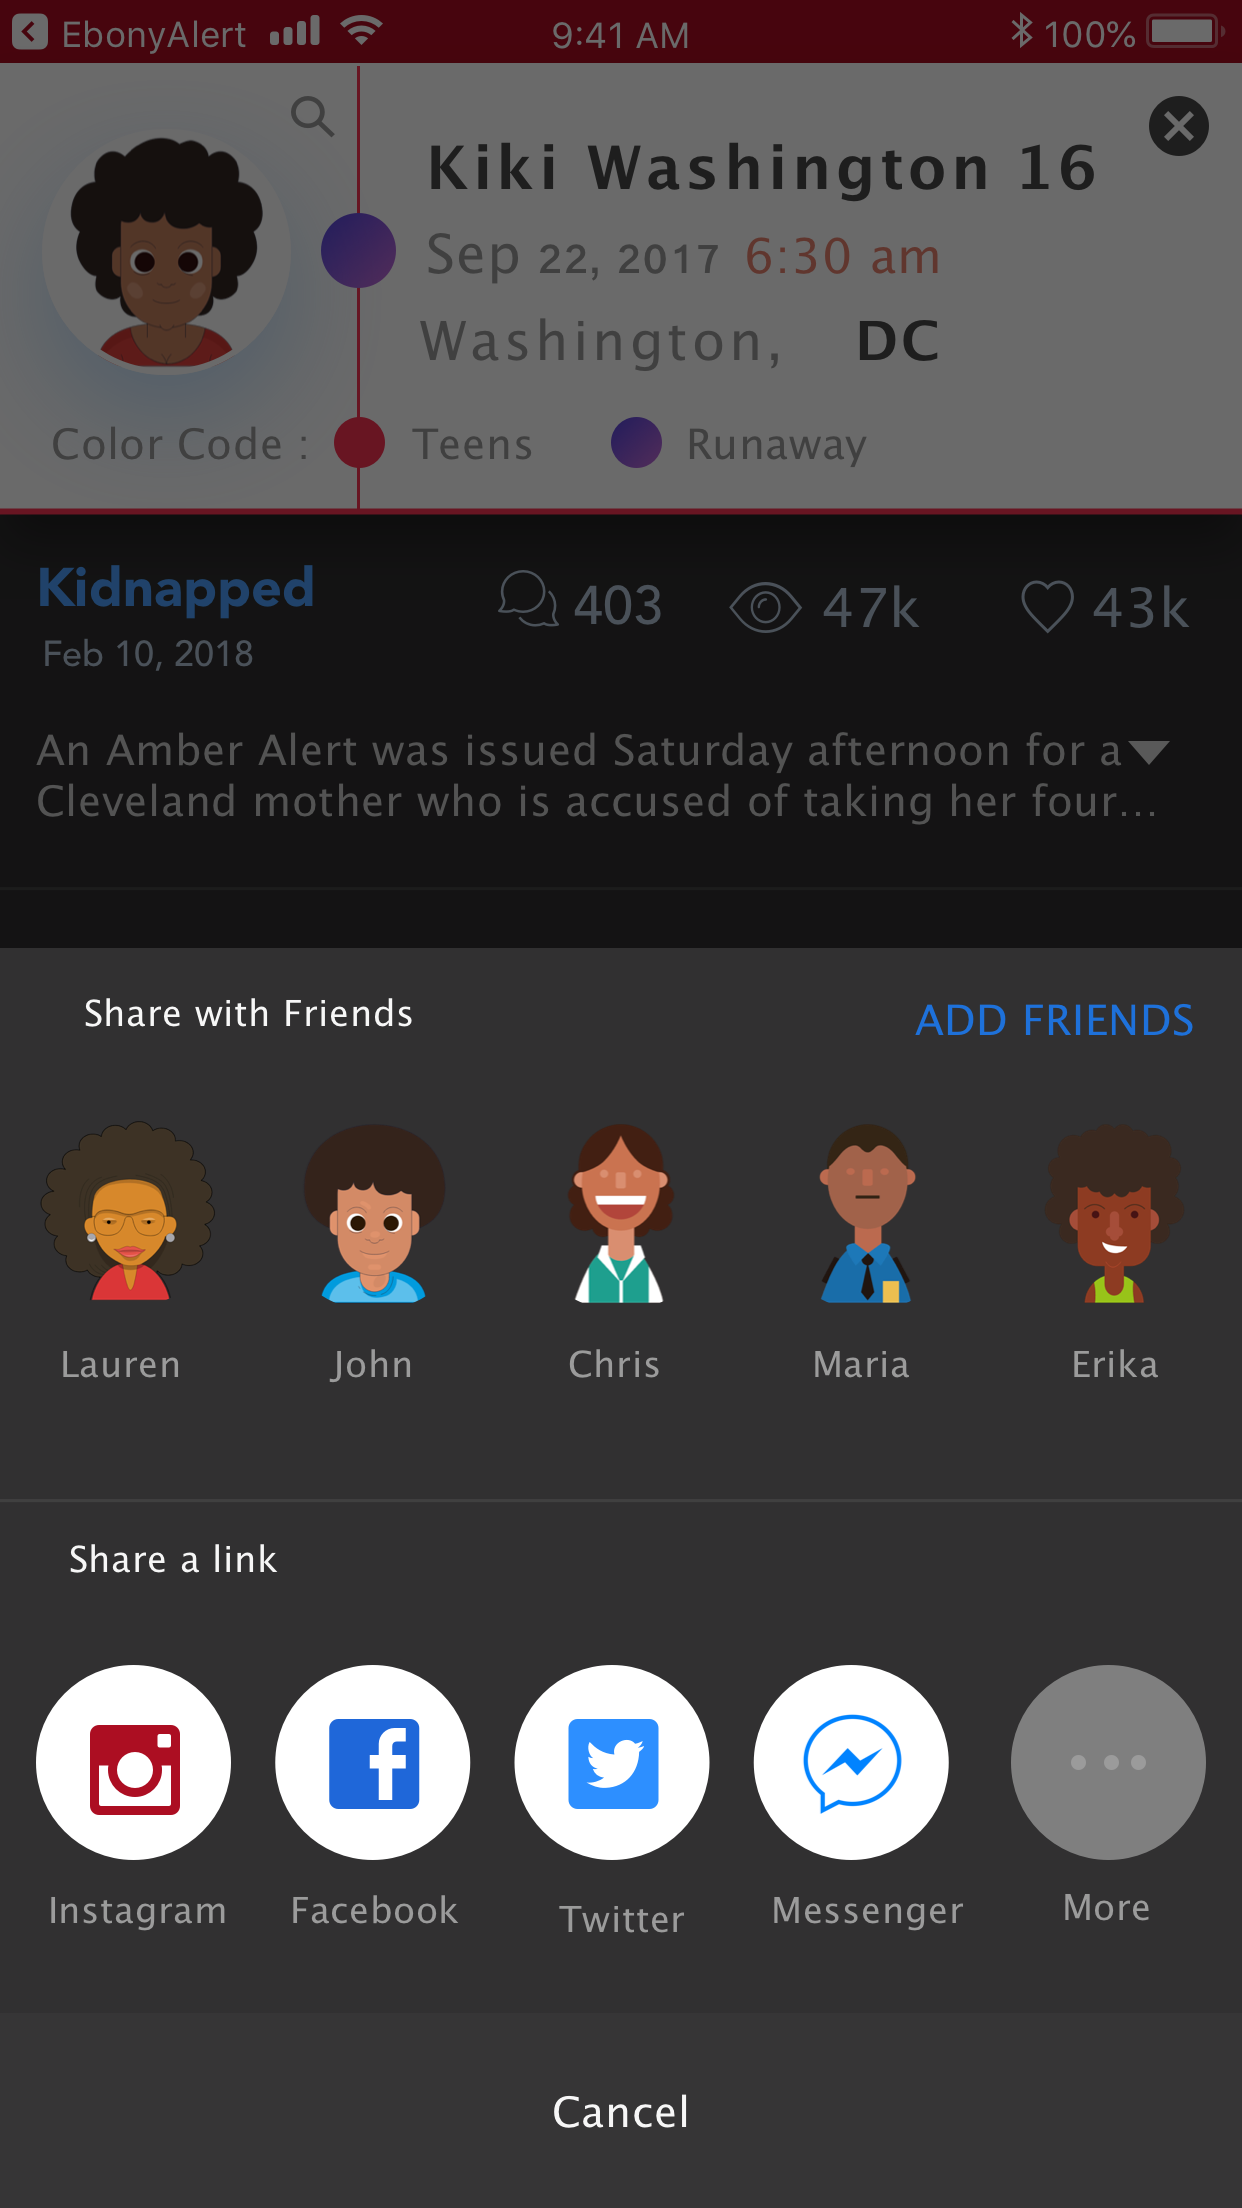 EbonyAlert 9:41 AM 100%
Kiki Washington 16
Sep 22, 2017 6:30 am
Washington, DC
Color Code : Teens Runaway
Kidnapped 403 47k 43k
Feb 10, 2018
An Amber Alert was issued Saturday afternoon for a
Cleveland mother who is accused of taking her four...
Share with Friends ADD FRIENDS
Lauren John Chris Maria Erika
Share a link
Instagram Facebook Twitter Messenger More
Cancel